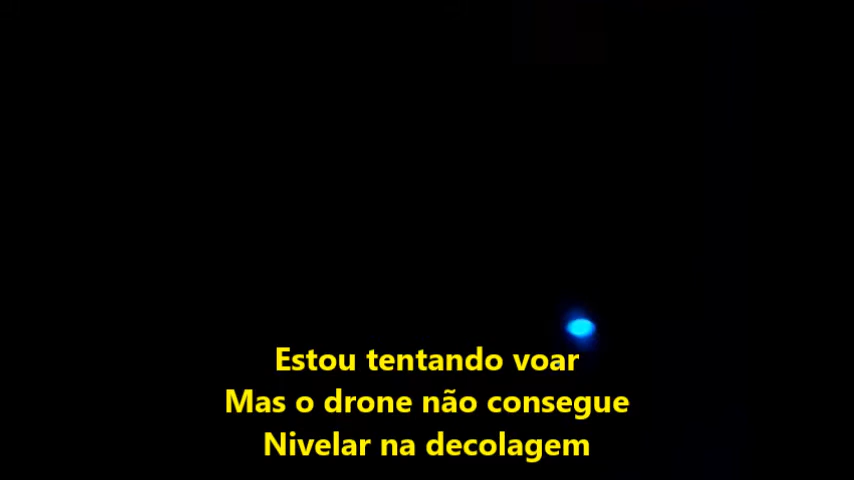 Estou tentando voar
Mas o drone não consegue
Nivelar na decolagem